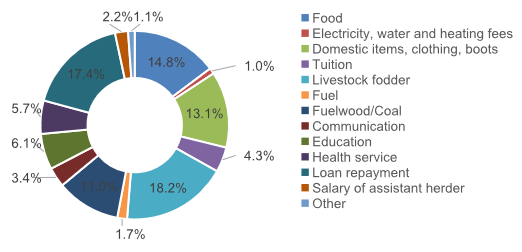 2.2%
1.1%
14.8%
1.0%
13.1%
4.3%
18.2%
1.7%
11.0%
3.4%
6.1%
5.7%
17.4%
Food
Electricity, water and heating fees
Domestic items, clothing, boots
Tuition
Livestock fodder
Fuel
Fuelwood/Coal
Communication
Education
Health service
Loan repayment
Salary of assistant herder
Other